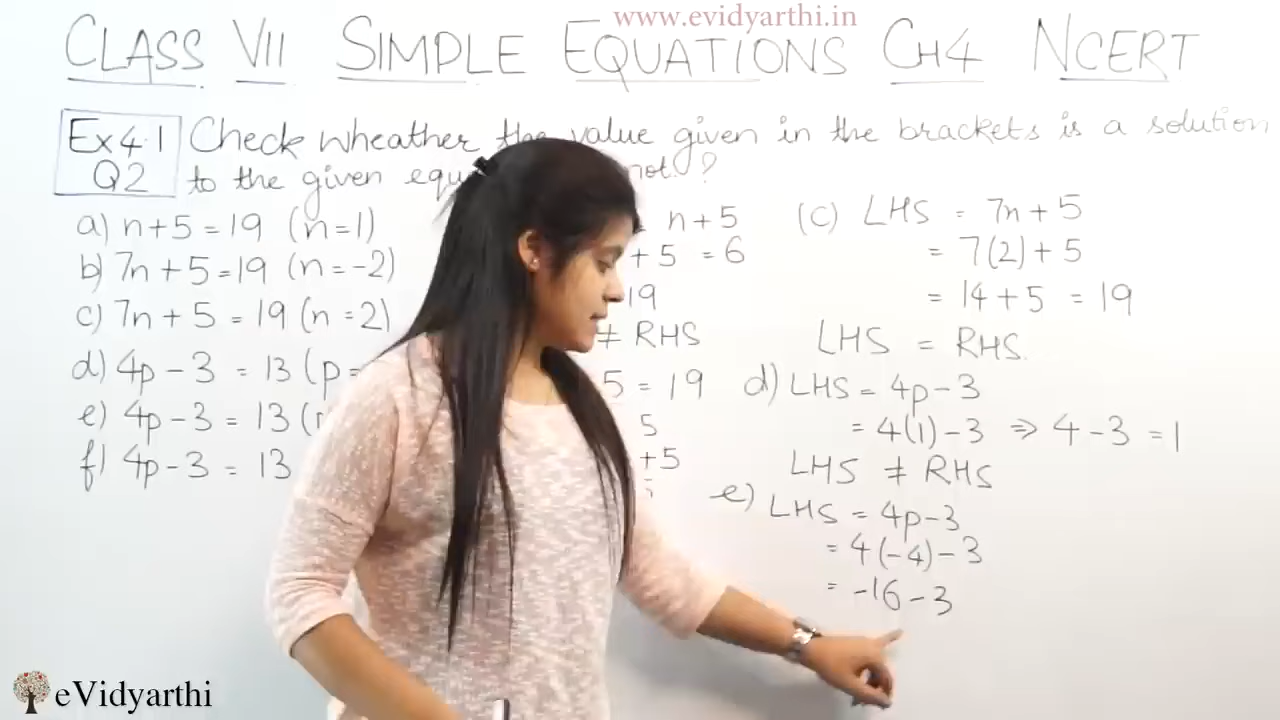 www.evidyarthi.in
CLASS VII SIMPLE EQUATIONS CH4 NCERT
Ex 4.1 Q2
Check wheather the value given in the brackets is a solution
to the given equ not ?
a) n+5=19 (n=1)
b) 7n+5=19 (n=-2)
c) 7n+5=19 (n=2)
d) 4p-3=13 (p=
e) 4p-3=13 (
f) 4p-3=13
= n+5
+5 =6
19
≠ RHS
5 = 19
5
+5
(c) LHS = 7n+5
= 7(2)+5
= 14+5 =19
LHS = RHS.
d) LHS = 4p-3
= 4(1)-3 ⇒ 4-3 =1
LHS ≠ RHS
e) LHS = 4p-3
= 4(-4)-3
= -16-3
eVidyarthi